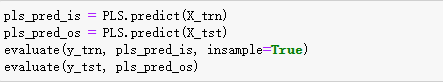 pls_pred_is = PLS.predict(X_trn)
pls_pred_os = PLS.predict(X_tst)
evaluate(y_trn, pls_pred_is, insample=True)
evaluate(y_tst, pls_pred_os)